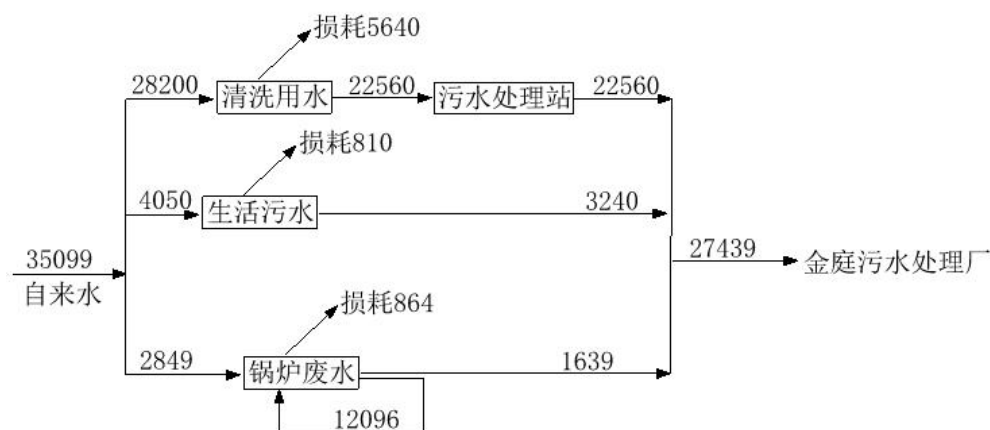 损耗5640
28200
清洗用水
22560
污水处理站
22560
损耗810
4050
生活污水
3240
35099
自来水
27439
金庭污水处理厂
损耗864
2849
锅炉废水
1639
12096